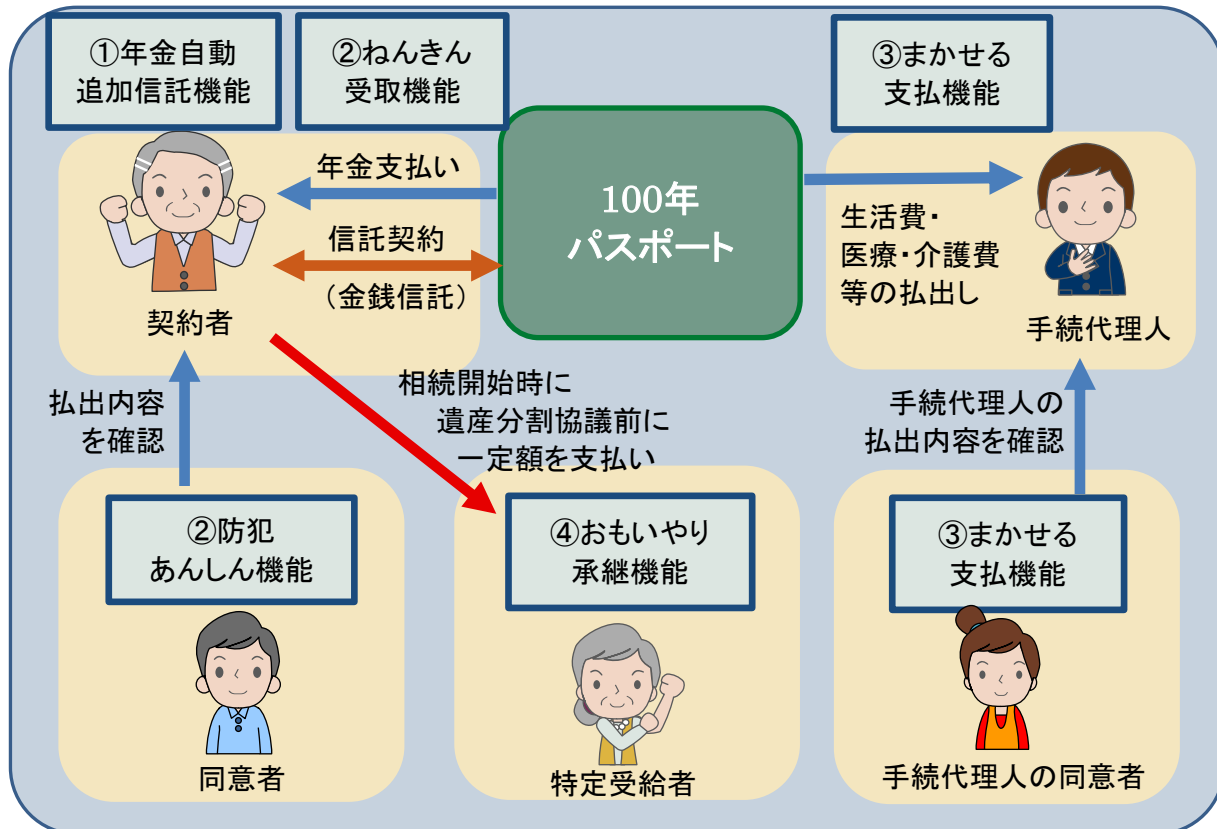 ①年金自動
追加信託機能
②ねんきん
受取機能
③まかせる
支払機能
年金支払い
信託契約
(金銭信託)
契約者
100年
パスポート
生活費・
医療・介護費
等の払出し
手続代理人
払出内容
を確認
相続開始時に
遺産分割協議前に
一定額を支払い
手続代理人の
払出内容を確認
②防犯
あんしん機能
同意者
④おもいやり
承継機能
特定受給者
③まかせる
支払機能
手続代理人の同意者